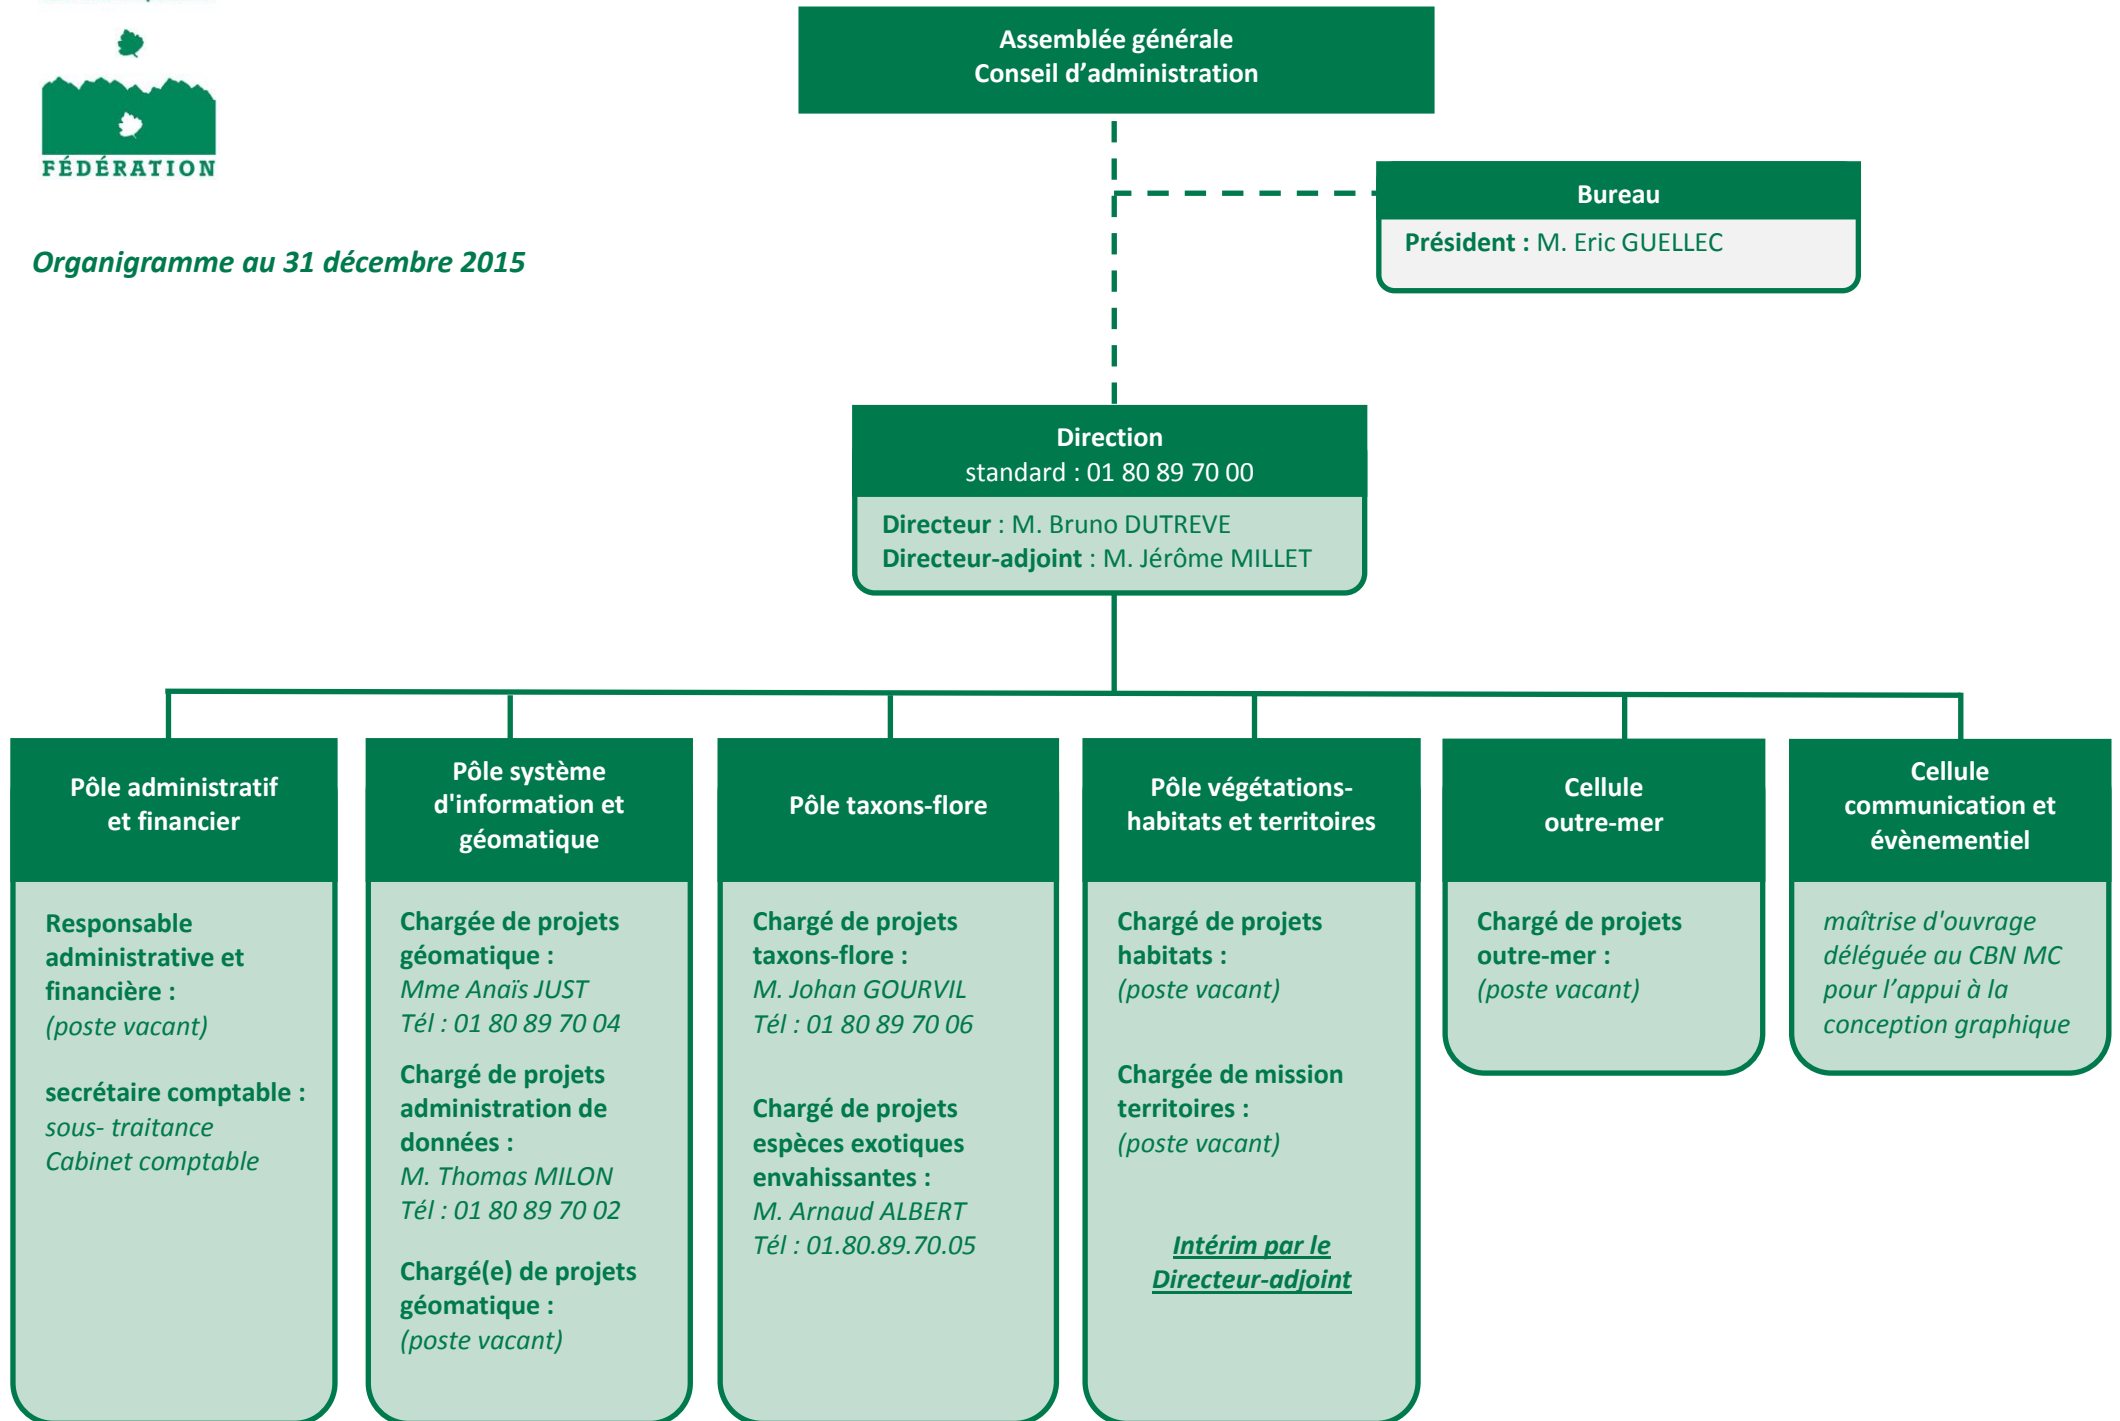 FÉDÉRATION
Organigramme au 31 décembre 2015
Assemblée générale
Conseil d’administration
Bureau
Président : M. Eric GUELLEC
Direction
standard : 01 80 89 70 00
Directeur : M. Bruno DUTREVE
Directeur-adjoint : M. Jérôme MILLET
Pôle administratif
et financier
Responsable
administrative et
financière :
(poste vacant)
secrétaire comptable :
sous- traitance
Cabinet comptable
Pôle système
d'information et
géomatique
Chargée de projets
géomatique :
Mme Anaïs JUST
Tél : 01 80 89 70 04
Chargé de projets
administration de
données :
M. Thomas MILON
Tél : 01 80 89 70 02
Chargé(e) de projets
géomatique :
(poste vacant)
Pôle taxons-flore
Chargé de projets
taxons-flore :
M. Johan GOURVIL
Tél : 01 80 89 70 06
Chargé de projets
espèces exotiques
envahissantes :
M. Arnaud ALBERT
Tél : 01.80.89.70.05
Pôle végétations-
habitats et territoires
Chargé de projets
habitats :
(poste vacant)
Chargée de mission
territoires :
(poste vacant)
Intérim par le
Directeur-adjoint
Cellule
outre-mer
Chargé de projets
outre-mer :
(poste vacant)
Cellule
communication et
évènementiel
maîtrise d'ouvrage
déléguée au CBN MC
pour l’appui à la
conception graphique